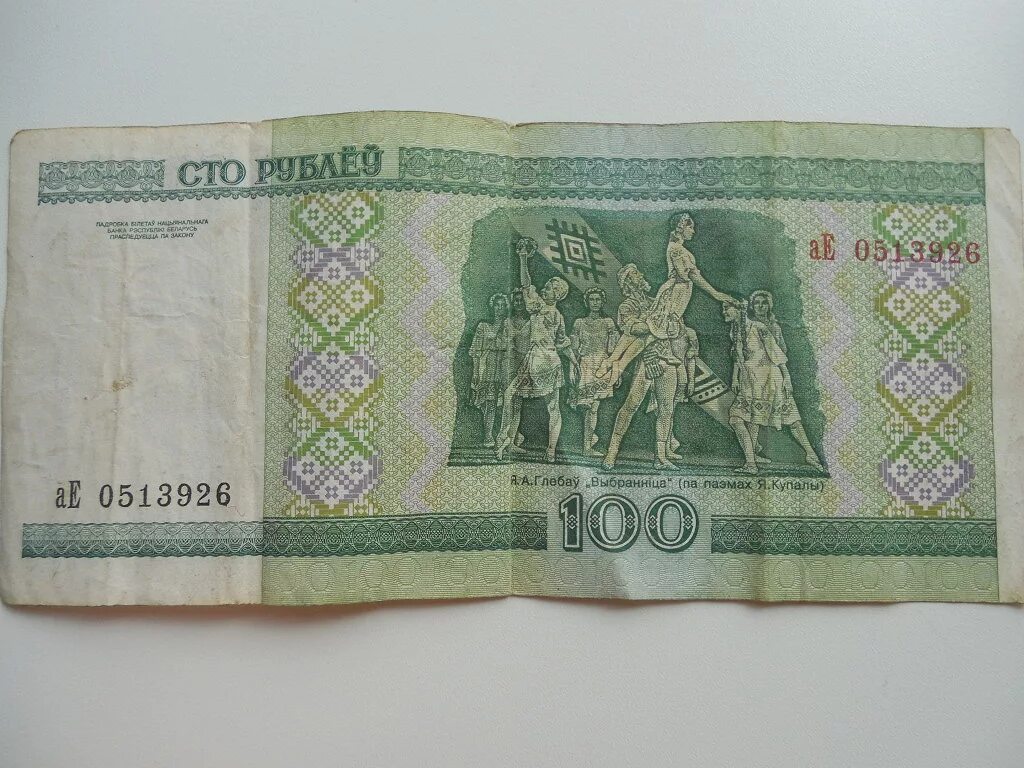 СТО РУБЛЁЎ
ПАДРОБКА БІЛЕТАЎ НАЦЫЯНАЛЬНАГА
БАНКА РЭСПУБЛІКІ БЕЛАРУСЬ
ПРАСЛЕДУЕЦЦА ПА ЗАКОНУ
аЕ 0513926
аЕ 0513926
Я.А.Глебаў „Выбранніца" (па паэмах Я.Купалы)
100